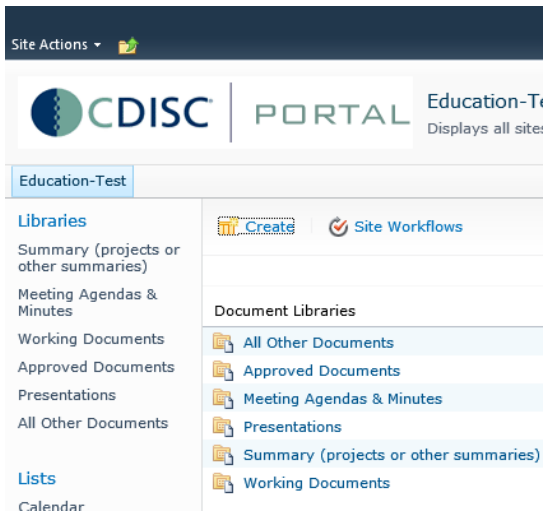 Site Actions
CDISC PORTAL
Education-Te
Displays all sites
Education-Test
Libraries
Summary (projects or
other summaries)
Meeting Agendas &
Minutes
Working Documents
Approved Documents
Presentations
All Other Documents
Lists
Calendar
Create
Site Workflows
Document Libraries
All Other Documents
Approved Documents
Meeting Agendas & Minutes
Presentations
Summary (projects or other summaries)
Working Documents